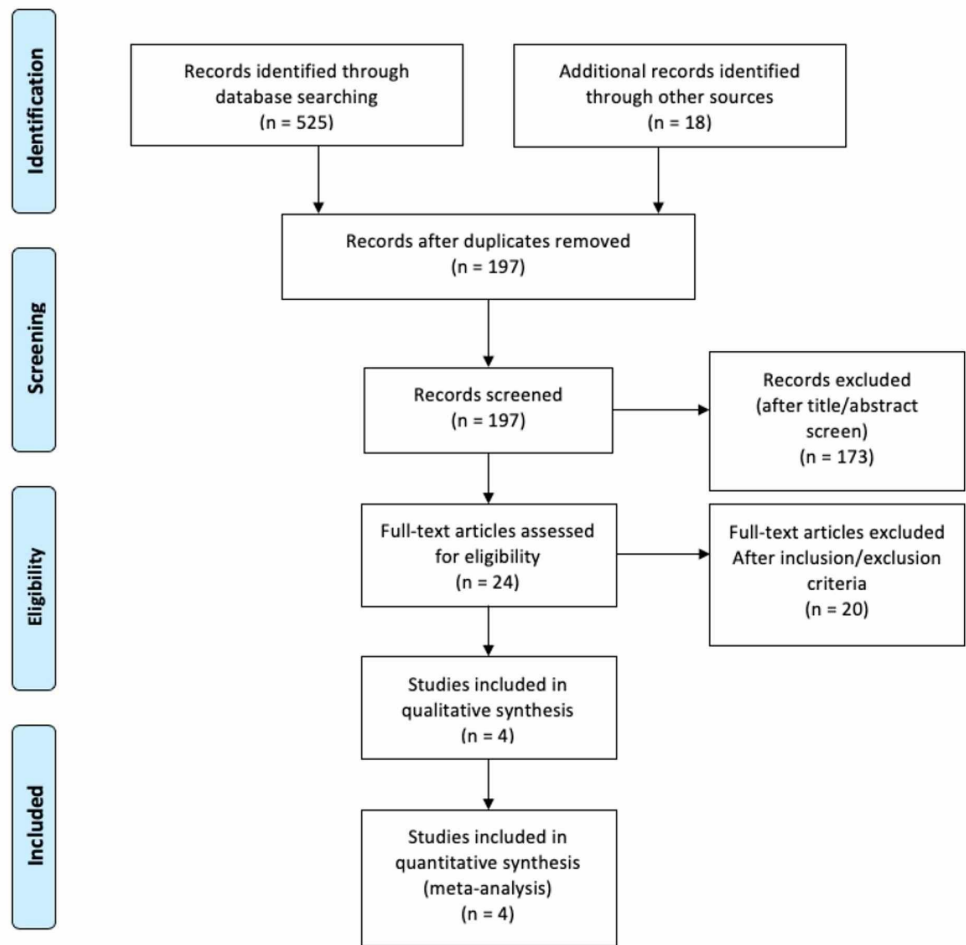 Identification
Records identified through
database searching
(n = 525)
Additional records identified
through other sources
(n = 18)
Records after duplicates removed
(n = 197)
Screening
Records screened
(n = 197)
Records excluded
(after title/abstract
screen)
(n = 173)
Eligibility
Full-text articles assessed
for eligibility
(n = 24)
Full-text articles excluded
After inclusion/exclusion
criteria
(n = 20)
Studies included in
qualitative synthesis
(n = 4)
Included
Studies included in
quantitative synthesis
(meta-analysis)
(n = 4)